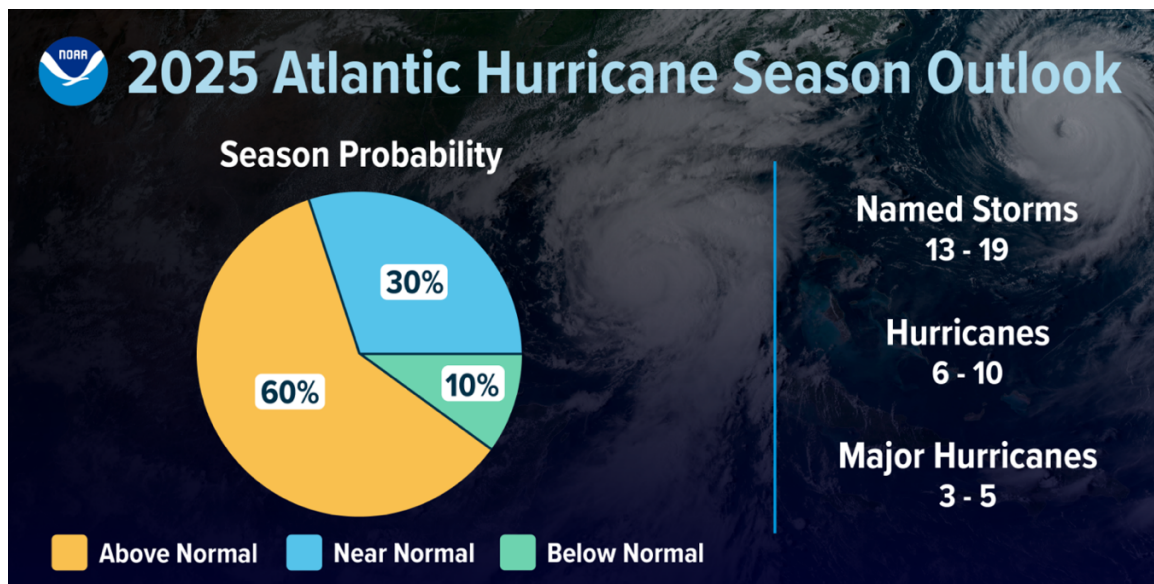 NOAA
2025 Atlantic Hurricane Season Outlook
Season Probability
30%
10%
60%
Above Normal
Near Normal
Below Normal
Named Storms
13 - 19
Hurricanes
6 - 10
Major Hurricanes
3 - 5